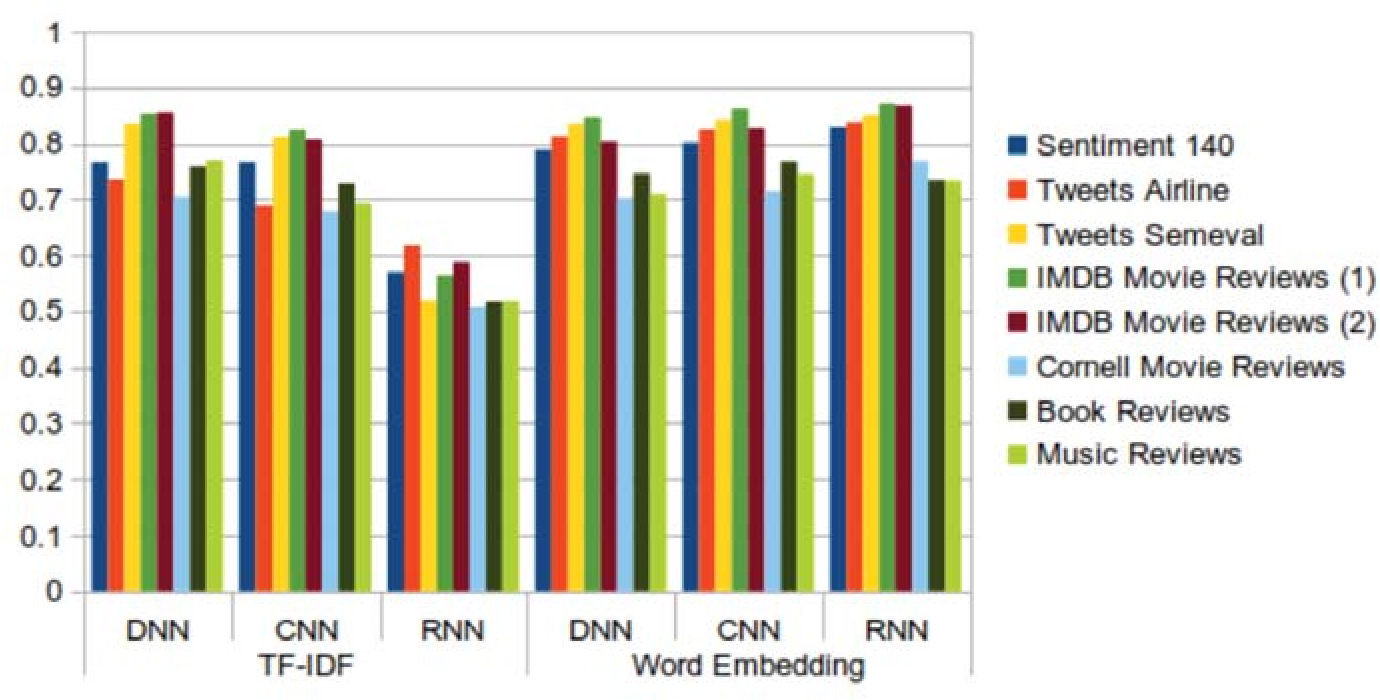 1
0.9
0.8
0.7
0.6
0.5
0.4
0.3
0.2
0.1
0
DNN CNN RNN DNN CNN RNN
TF-IDF Word Embedding
Sentiment 140
Tweets Airline
Tweets Semeval
IMDB Movie Reviews (1)
IMDB Movie Reviews (2)
Cornell Movie Reviews
Book Reviews
Music Reviews